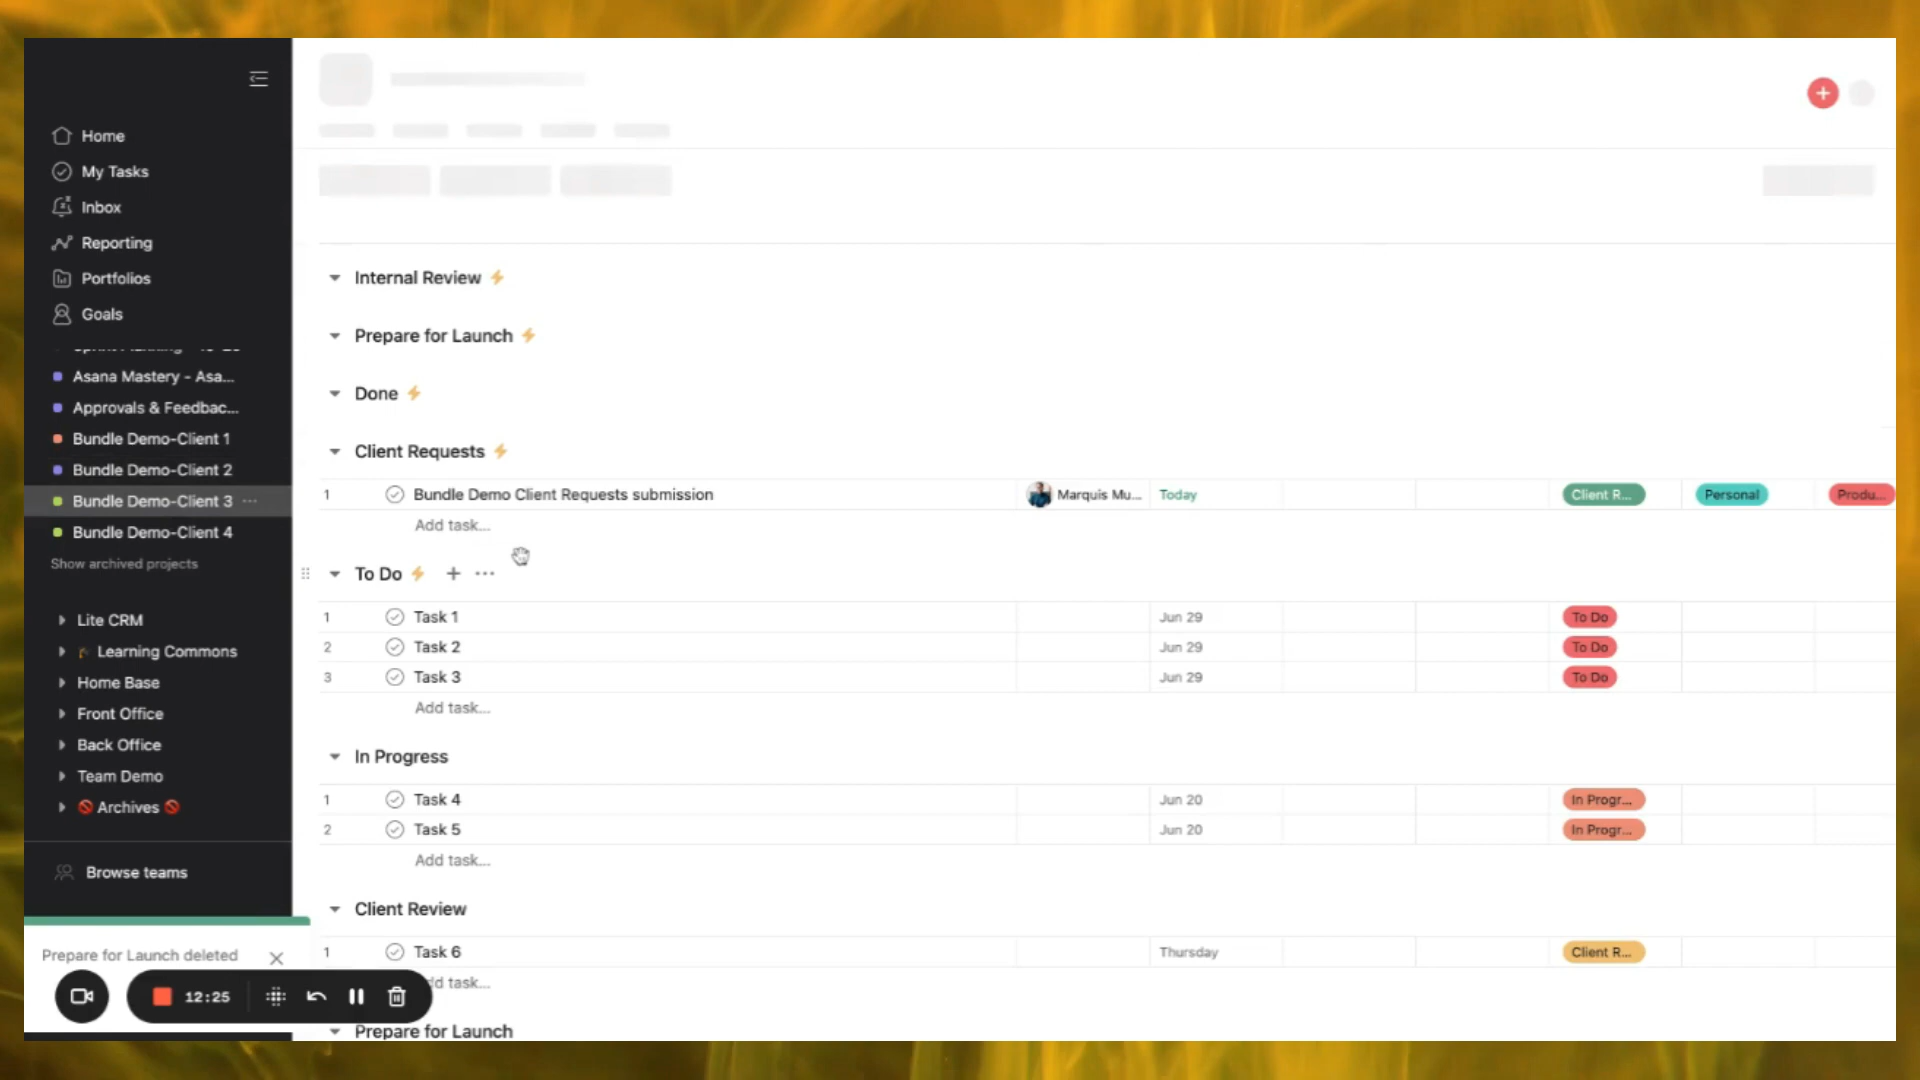 Home
My Tasks
Inbox
Reporting
Portfolios
Goals
Asana Mastery - Asa...
Approvals & Feedbac...
Bundle Demo-Client 1
Bundle Demo-Client 2
Bundle Demo-Client 3 ...
Bundle Demo-Client 4
Show archived projects
Lite CRM
Learning Commons
Home Base
Front Office
Back Office
Team Demo
Archives
Browse teams
Prepare for Launch deleted
12:25
Internal Review
Prepare for Launch
Done
Client Requests
1 Bundle Demo Client Requests submission Marquis Mu... Today Client R... Personal Produ...
Add task...
To Do
1 Task 1 Jun 29 To Do
2 Task 2 Jun 29 To Do
3 Task 3 Jun 29 To Do
Add task...
In Progress
1 Task 4 Jun 20 In Progr...
2 Task 5 Jun 20 In Progr...
Add task...
Client Review
1 Task 6 Thursday Client R...
dd task...
Prepare for Launch